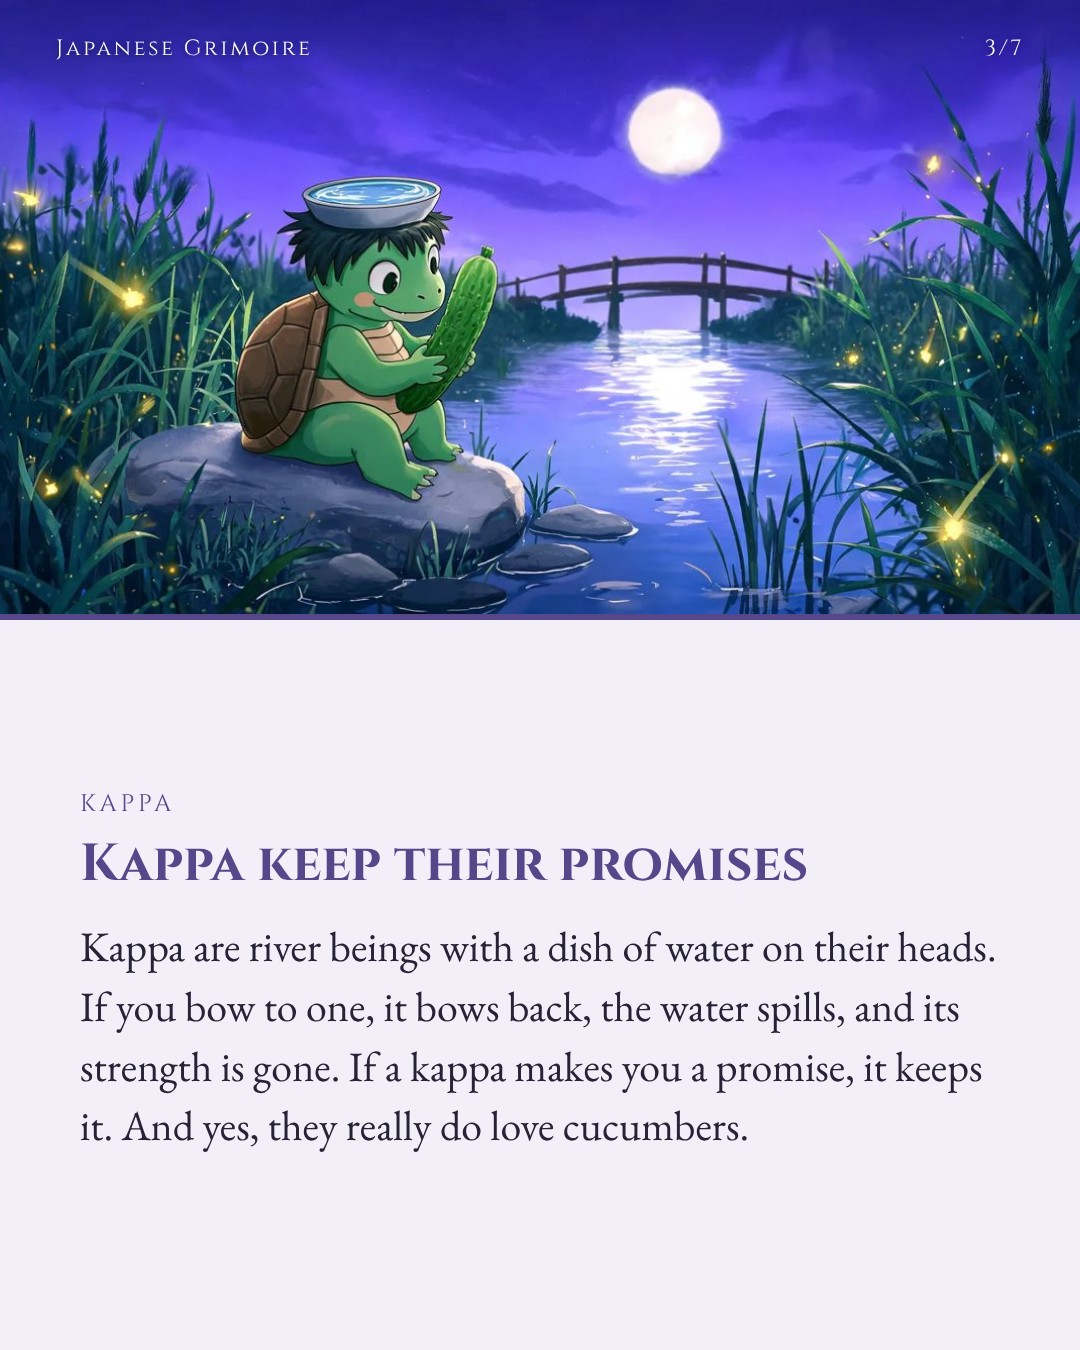 Japanese Grimoire
3/7
KAPPA
Kappa keep their promises
Kappa are river beings with a dish of water on their heads.
If you bow to one, it bows back, the water spills, and its
strength is gone. If a kappa makes you a promise, it keeps
it. And yes, they really do love cucumbers.